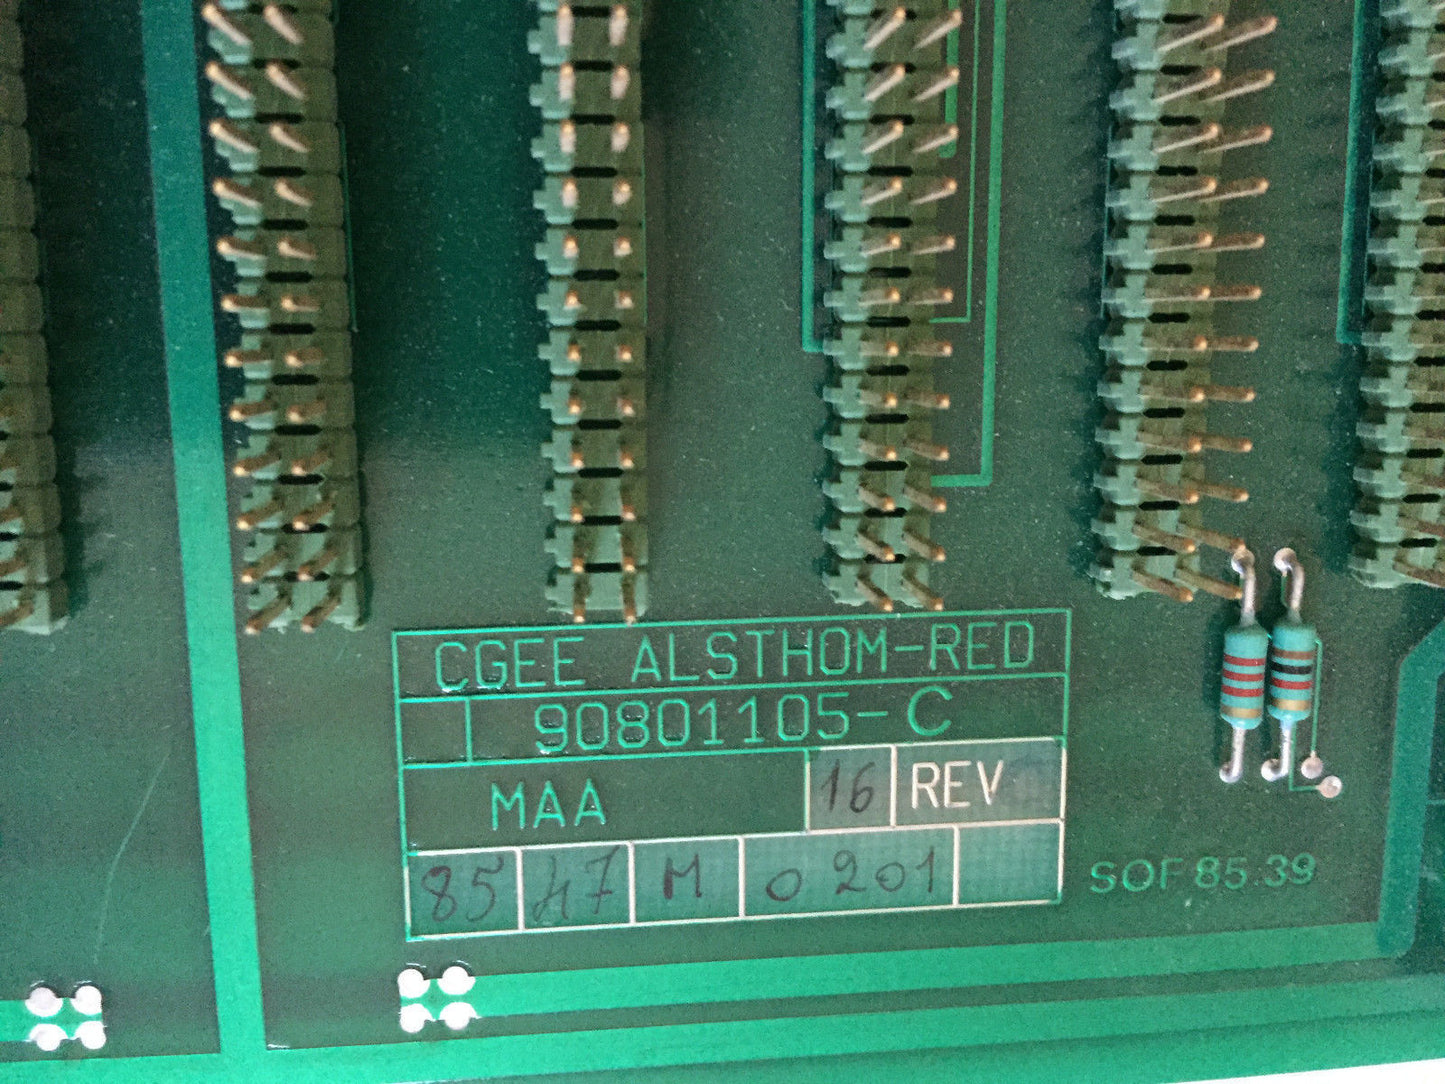 CGEE ALSTHOM-RED
90801105-C
MAA 16 REV
85 47 M 0201
SOF 85.39